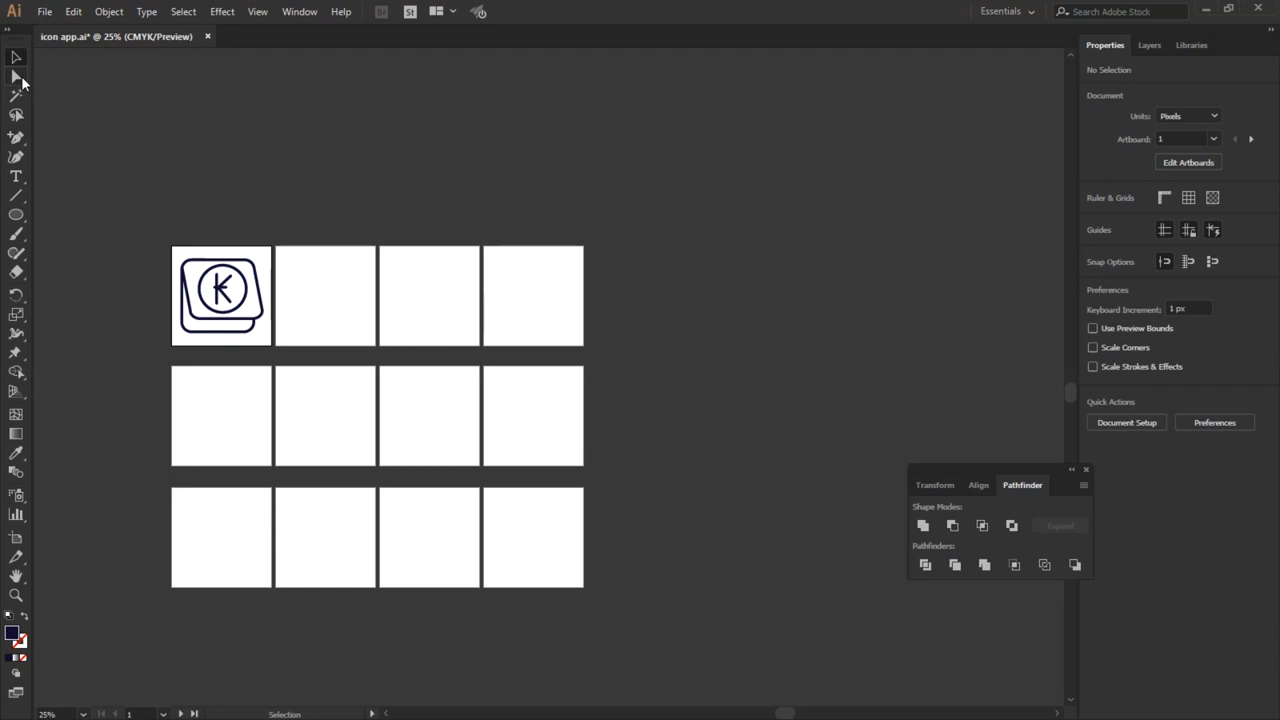 Ai File Edit Object Type Select Effect View Window Help Br St Essentials Search Adobe Stock
icon app.ai* @ 25% (CMYK/Preview) ×
Properties Layers Libraries
No Selection
Document
Units: Pixels
Artboard: 1
Edit Artboards
Ruler & Grids
Guides
Snap Options
Preferences
Keyboard Increment: 1 px
Use Preview Bounds
Scale Corners
Scale Strokes & Effects
Quick Actions
Document Setup Preferences
Transform Align Pathfinder
Shape Modes:
Expand
Pathfinders:
K
T
25% 1 Selection